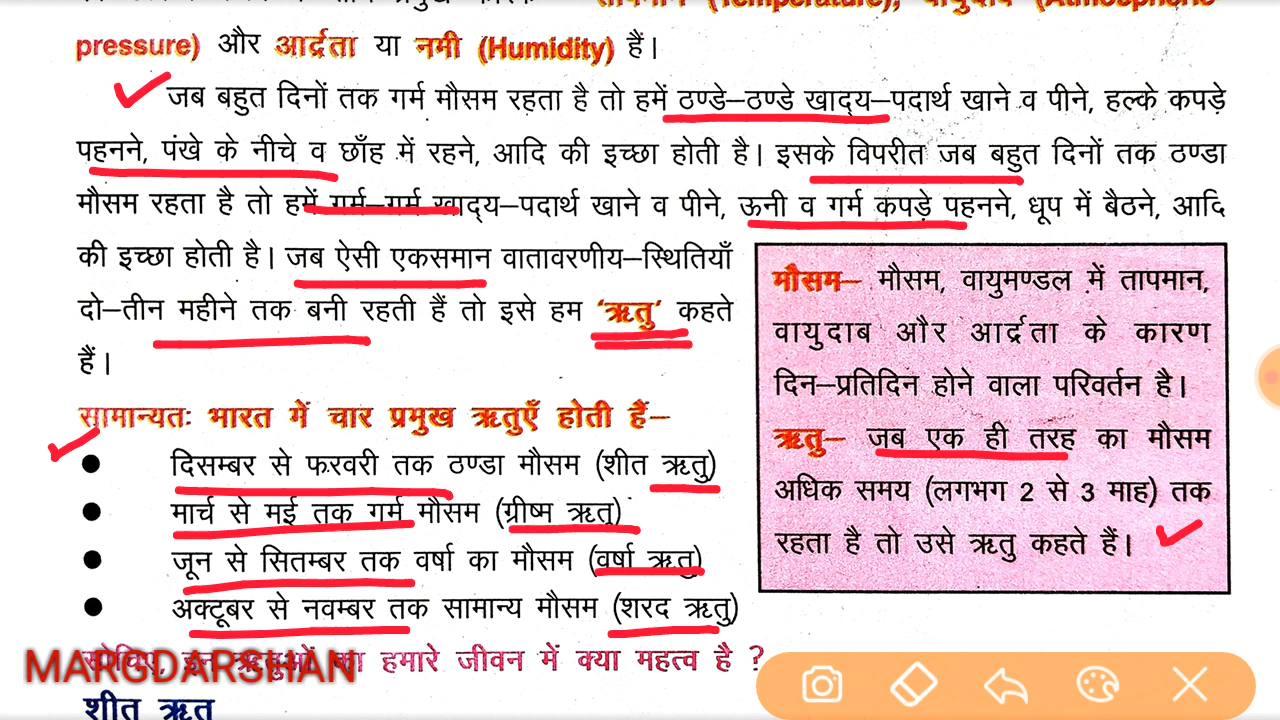 तापमान (Temperature), वायुदाब (Atmospheric
pressure) और आर्द्रता या नमी (Humidity) हैं।
जब बहुत दिनों तक गर्म मौसम रहता है तो हमें ठण्डे–ठण्डे खाद्य–पदार्थ खाने व पीने, हल्के कपड़े
पहनने, पंखे के नीचे व छाँह में रहने, आदि की इच्छा होती है। इसके विपरीत जब बहुत दिनों तक ठण्डा
मौसम रहता है तो हमें गर्म–गर्म खाद्य–पदार्थ खाने व पीने, ऊनी व गर्म कपड़े पहनने, धूप में बैठने, आदि
की इच्छा होती है। जब ऐसी एकसमान वातावरणीय–स्थितियाँ
दो–तीन महीने तक बनी रहती हैं तो इसे हम 'ऋतु' कहते
हैं।
मौसम– मौसम, वायुमण्डल में तापमान,
वायुदाब और आर्द्रता के कारण
दिन–प्रतिदिन होने वाला परिवर्तन है।
ऋतु– जब एक ही तरह का मौसम
अधिक समय (लगभग 2 से 3 माह) तक
रहता है तो उसे ऋतु कहते हैं।
सामान्यतः भारत में चार प्रमुख ऋतुएँ होती हैं–
● दिसम्बर से फरवरी तक ठण्डा मौसम (शीत ऋतु)
● मार्च से मई तक गर्म मौसम (ग्रीष्म ऋतु)
● जून से सितम्बर तक वर्षा का मौसम (वर्षा ऋतु)
● अक्टूबर से नवम्बर तक सामान्य मौसम (शरद ऋतु)
इन ऋतुओं का हमारे जीवन में क्या महत्व है ?
MARGDARSHAN
शीत ऋतु